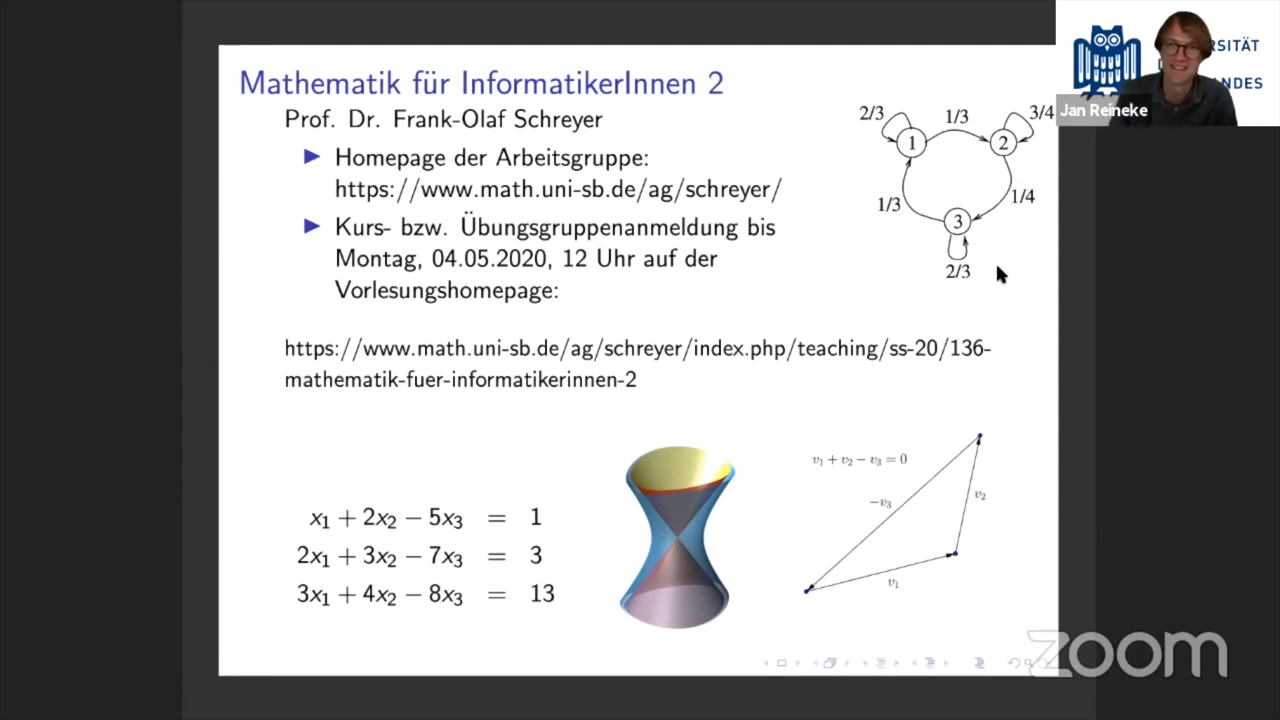 Mathematik für InformatikerInnen 2
Prof. Dr. Frank-Olaf Schreyer
Homepage der Arbeitsgruppe:
https://www.math.uni-sb.de/ag/schreyer/
Kurs- bzw. Übungsgruppenanmeldung bis
Montag, 04.05.2020, 12 Uhr auf der
Vorlesungshomepage:
https://www.math.uni-sb.de/ag/schreyer/index.php/teaching/ss-20/136-
mathematik-fuer-informatikerinnen-2
2/3
1/3
3/4
1
2
1/3
1/4
3
2/3
x₁ + 2x₂ − 5x₃ = 1
2x₁ + 3x₂ − 7x₃ = 3
3x₁ + 4x₂ − 8x₃ = 13
v₁ + v₂ − v₃ = 0
−v₃
v₂
v₁
RSITÄT
ANDES
Jan Reineke
zoom